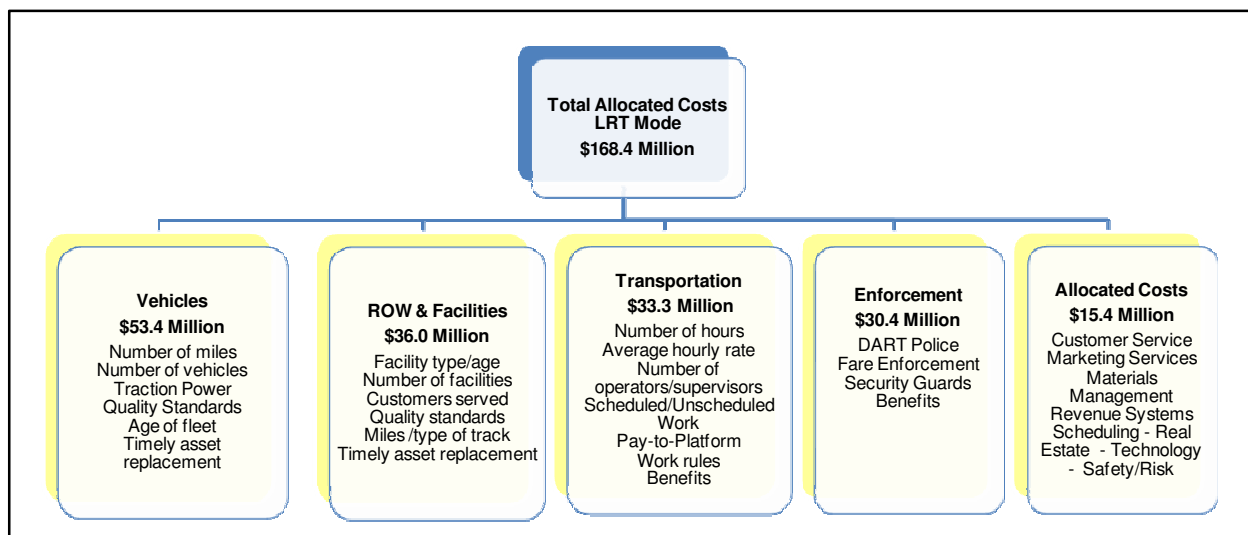 Total Allocated Costs
LRT Mode
$168.4 Million
Vehicles
$53.4 Million
Number of miles
Number of vehicles
Traction Power
Quality Standards
Age of fleet
Timely asset
replacement
ROW & Facilities
$36.0 Million
Facility type/age
Number of facilities
Customers served
Quality standards
Miles /type of track
Timely asset replacement
Transportation
$33.3 Million
Number of hours
Average hourly rate
Number of
operators/supervisors
Scheduled/Unscheduled
Work
Pay-to-Platform
Work rules
Benefits
Enforcement
$30.4 Million
DART Police
Fare Enforcement
Security Guards
Benefits
Allocated Costs
$15.4 Million
Customer Service
Marketing Services
Materials
Management
Revenue Systems
Scheduling - Real
Estate - Technology
- Safety/Risk